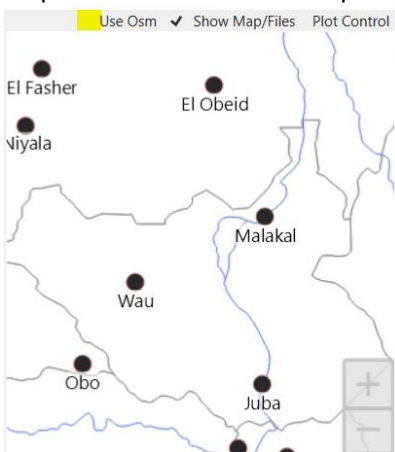 Use Osm ✔ Show Map/Files Plot Control
El Fasher
El Obeid
Niyala
Malakal
Wau
Obo
Juba
+
−